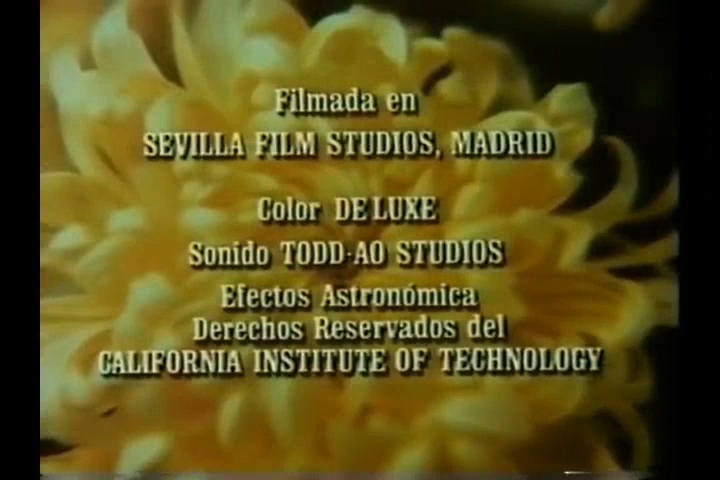 Filmada en
SEVILLA FILM STUDIOS, MADRID
Color DE LUXE
Sonido TODD-AO STUDIOS
Efectos Astronómica
Derechos Reservados del
CALIFORNIA INSTITUTE OF TECHNOLOGY